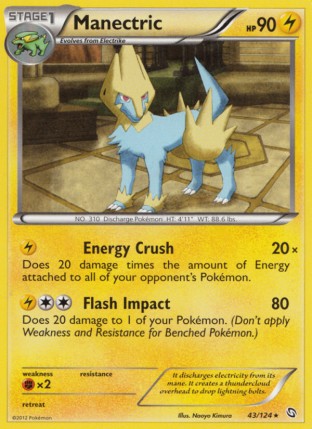 STAGE1
Manectric
HP90
Evolves from Electrike
NO. 310 Discharge Pokémon. HT: 4'11" WT: 88.6 lbs.
Energy Crush 20×
Does 20 damage times the amount of Energy
attached to all of your opponent's Pokémon.
Flash Impact 80
Does 20 damage to 1 of your Pokémon. (Don't apply
Weakness and Resistance for Benched Pokémon.)
weakness resistance
×2
retreat
It discharges electricity from its
mane. It creates a thundercloud
overhead to drop lightning bolts.
©2012 Pokémon
Illus. Naoyo Kimura
43/124 ★